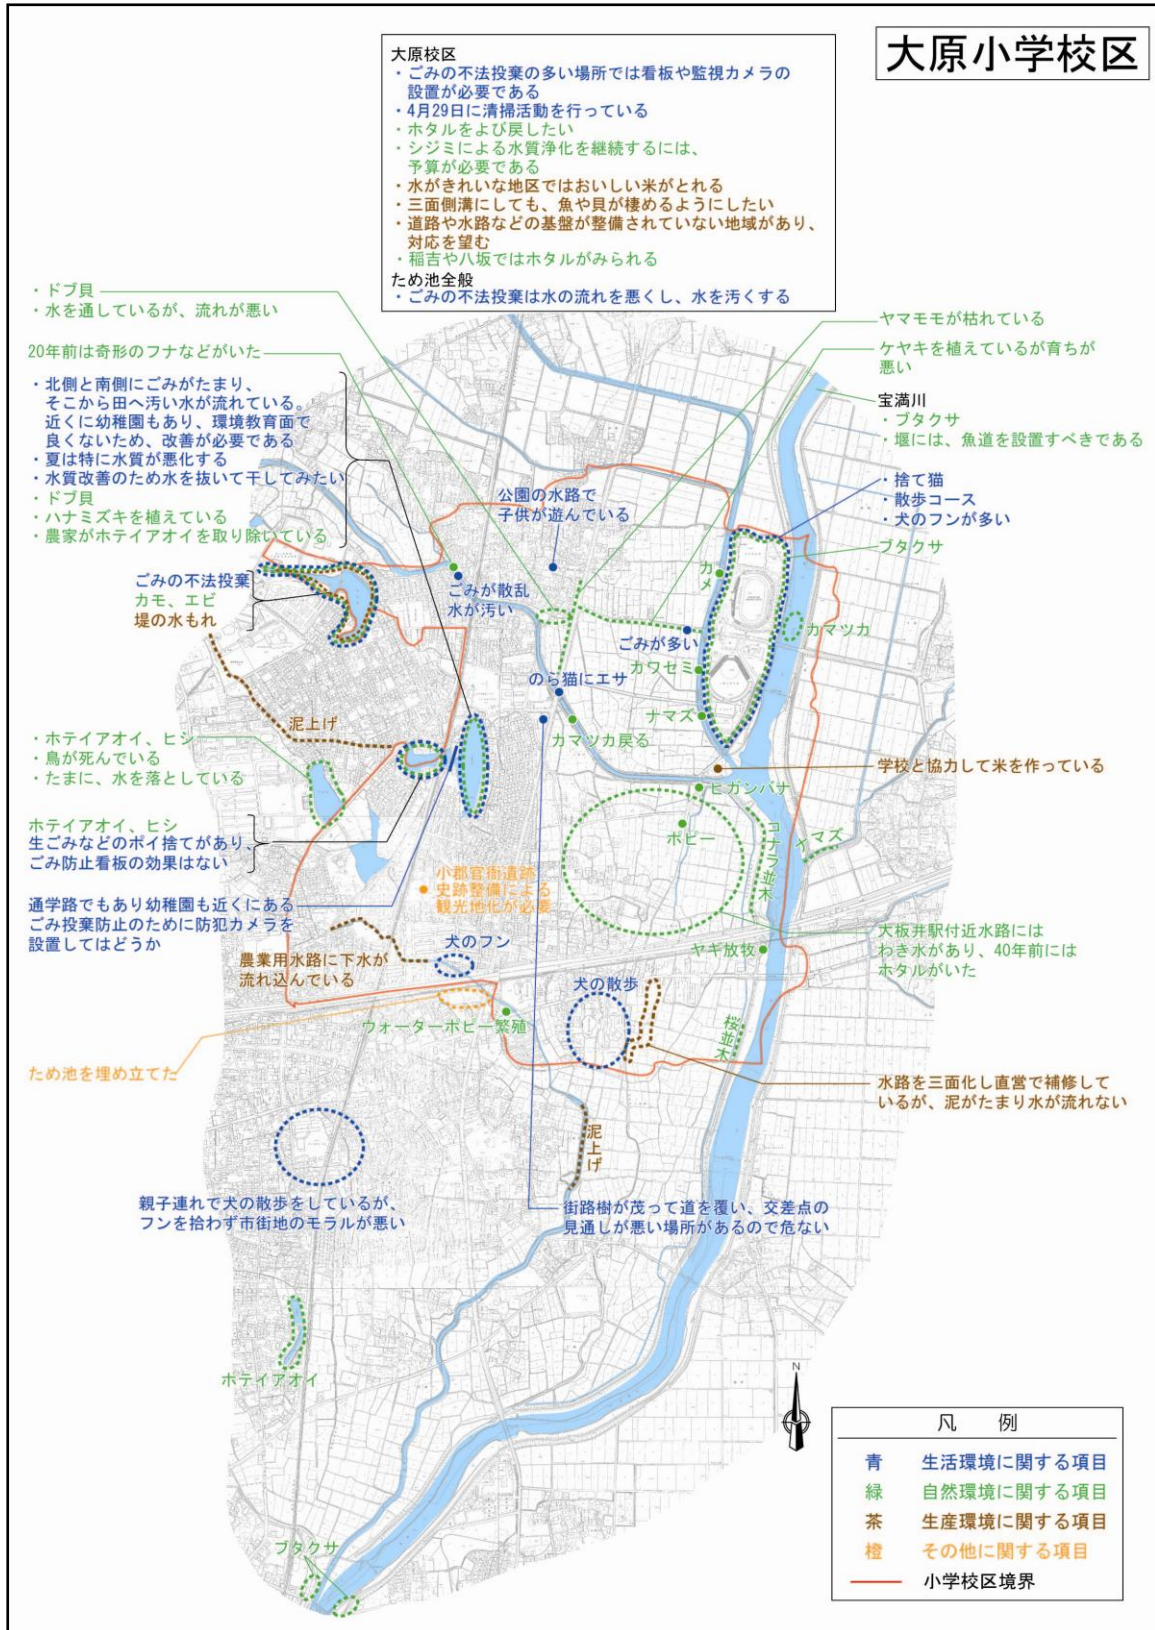 大原小学校区
大原校区
・ごみの不法投棄の多い場所では看板や監視カメラの
設置が必要である
・4月29日に清掃活動を行っている
・ホタルをよび戻したい
・シジミによる水質浄化を継続するには、
予算が必要である
・水がきれいな地区ではおいしい米がとれる
・三面側溝にしても、魚や貝が棲めるようにしたい
・道路や水路などの基盤が整備されていない地域があり、
対応を望む
・稲吉や八坂ではホタルがみられる
ため池全般
・ごみの不法投棄は水の流れを悪くし、水を汚くする
・ドブ貝
・水を通しているが、流れが悪い
20年前は奇形のフナなどがいた
・北側と南側にごみがたまり、
そこから田へ汚い水が流れている。
近くに幼稚園もあり、環境教育面で
良くないため、改善が必要である
・夏は特に水質が悪化する
・水質改善のため水を抜いて干してみたい
・ドブ貝
・ハナミズキを植えている
・農家がホテイアオイを取り除いている
ごみの不法投棄
カモ、エビ
堤の水もれ
泥上げ
・ホテイアオイ、ヒシ
・鳥が死んでいる
・たまに、水を落としている
ホテイアオイ、ヒシ
生ごみなどのポイ捨てがあり、
ごみ防止看板の効果はない
通学路でもあり幼稚園も近くにある
ごみ投棄防止のために防犯カメラを
設置してはどうか
農業用水路に下水が
流れ込んでいる
ため池を埋め立てた
親子連れで犬の散歩をしているが、
フンを拾わず市街地のモラルが悪い
ホテイアオイ
ブタクサ
ヤマモモが枯れている
ケヤキを植えているが育ちが
悪い
宝満川
・ブタクサ
・堰には、魚道を設置すべきである
・捨て猫
・散歩コース
・犬のフンが多い
ブタクサ
公園の水路で
子供が遊んでいる
ごみが散乱
水が汚い
カメ
ごみが多い
カマツカ
カワセミ
のら猫にエサ
ナマズ
カマツカ戻る
学校と協力して米を作っている
ヒガンバナ
ポピー
コナラ並木
ナマズ
小郡官衙遺跡
史跡整備による
観光地化が必要
大板井駅付近水路には
わき水があり、40年前には
ホタルがいた
犬のフン
ヤギ放牧
犬の散歩
ウォーターポピー繁殖
桜並木
水路を三面化し直営で補修して
いるが、泥がたまり水が流れない
泥上げ
街路樹が茂って道を覆い、交差点の
見通しが悪い場所があるので危ない
N
凡 例
青 生活環境に関する項目
緑 自然環境に関する項目
茶 生産環境に関する項目
橙 その他に関する項目
小学校区境界